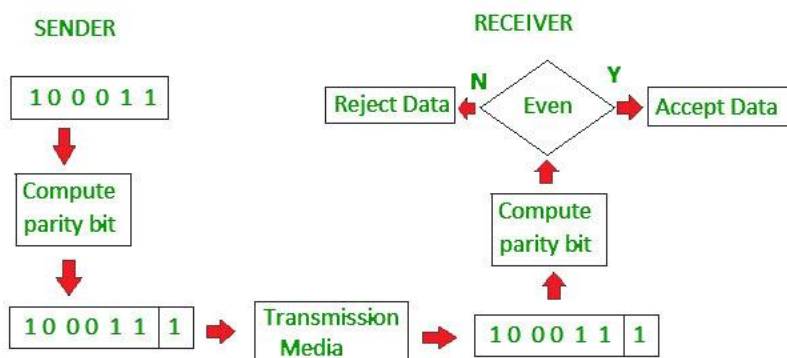 SENDER
1 0 0 0 1 1
Compute
parity bit
1 0 0 0 1 1 1
Transmission
Media
RECEIVER
1 0 0 0 1 1 1
Compute
parity bit
Even
N
Reject Data
Y
Accept Data